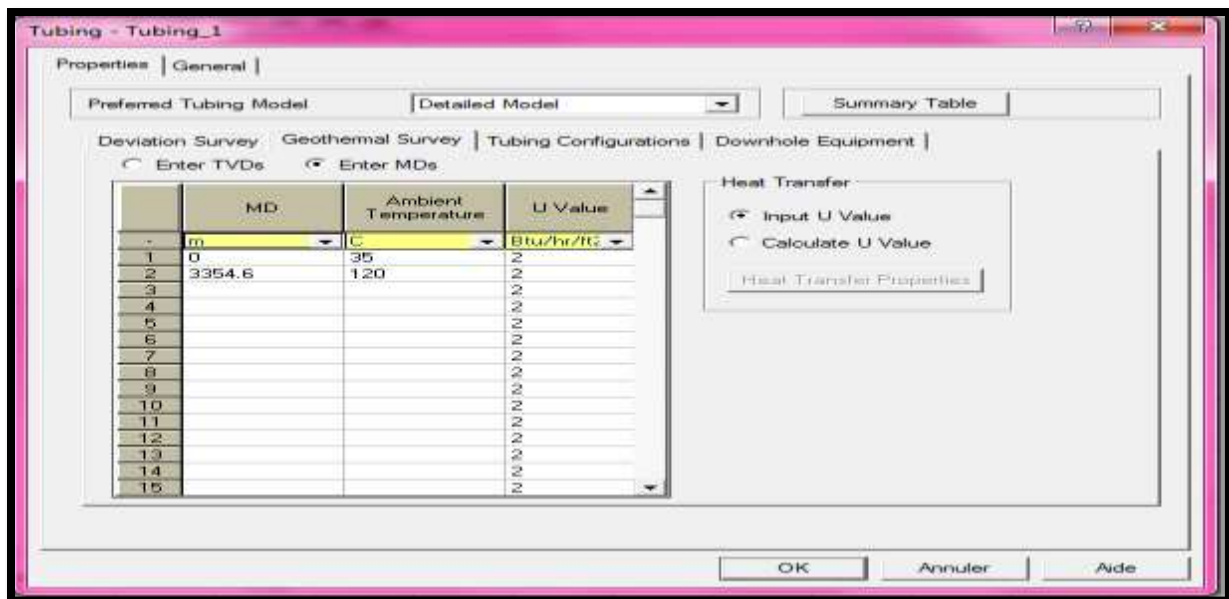 Tubing - Tubing_1
Properties General
Preferred Tubing Model Detailed Model Summary Table
Deviation Survey Geothermal Survey Tubing Configurations Downhole Equipment
Enter TVDs Enter MDs
Heat Transfer
MD Ambient Temperature U Value
Input U Value
- m C Btu/hr/ft2
Calculate U Value
1 0 35 2
2 3354.6 120 2
Heat Transfer Properties
3 2
4 2
5 2
6 2
7 2
8 2
9 2
10 2
11 2
12 2
13 2
14 2
15 2
OK Annuler Aide